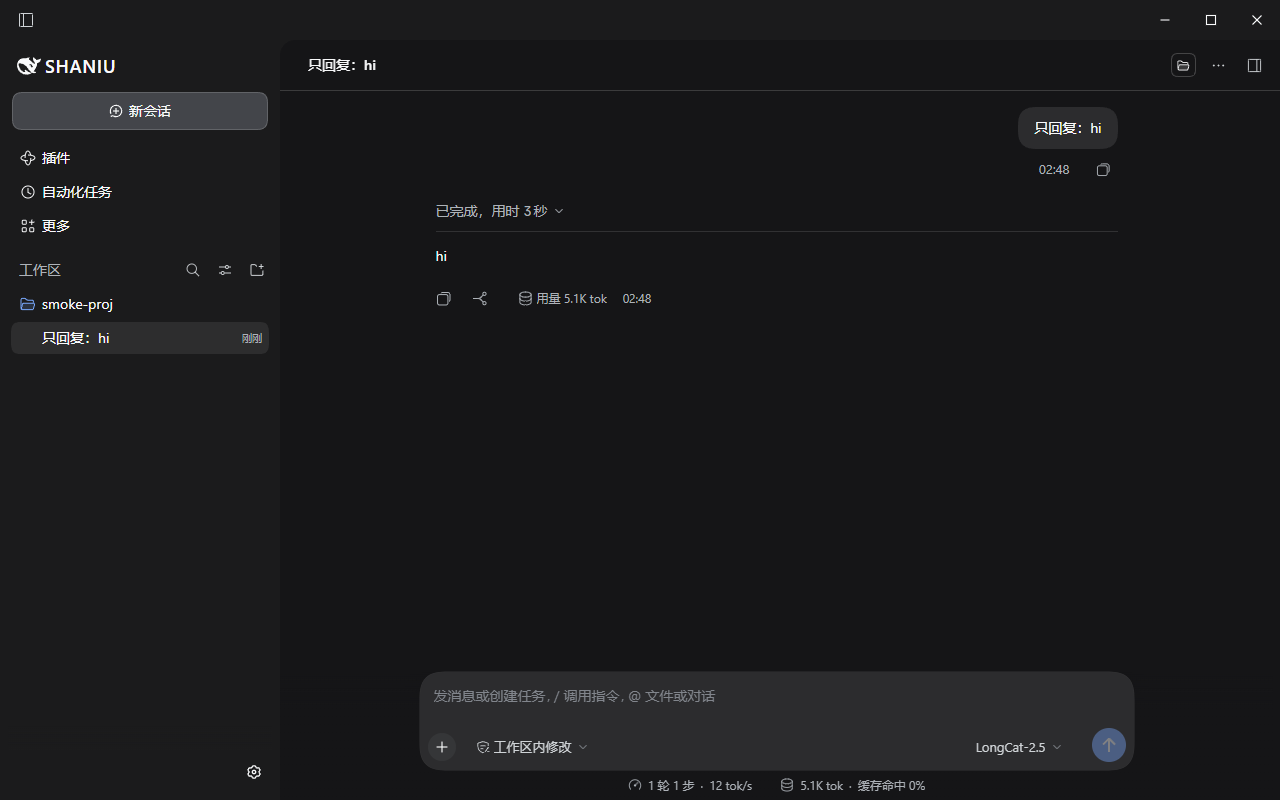 SHANIU
新会话
插件
自动化任务
更多
工作区
smoke-proj
只回复：hi
刚刚
只回复：hi
只回复：hi
02:48
已完成，用时 3 秒
hi
用量 5.1K tok
02:48
发消息或创建任务, / 调用指令, @ 文件或对话
工作区内修改
LongCat-2.5
1 轮 1 步 · 12 tok/s
5.1K tok · 缓存命中 0%